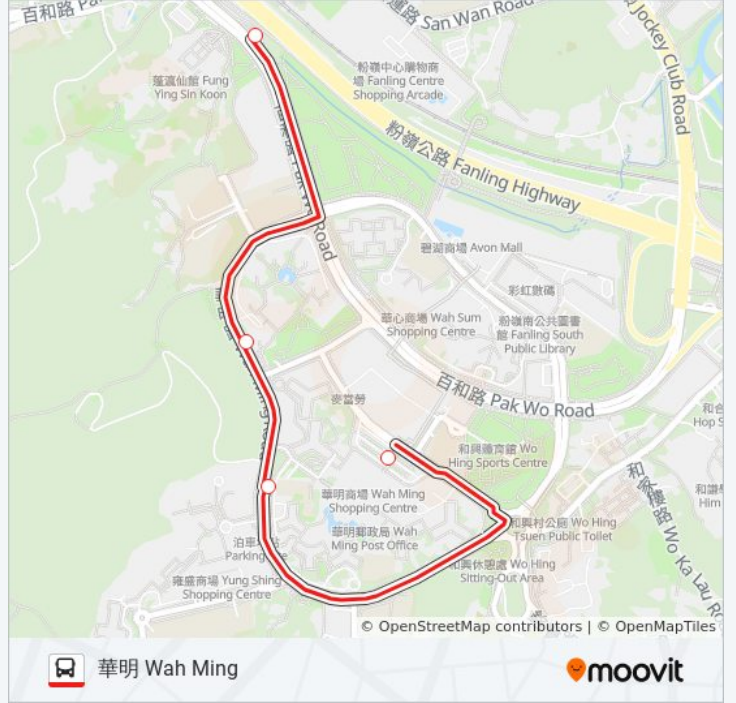 百和路 Pa
蓮路 San Wan Road
Jockey Club Road
蓬瀛仙館 Fung
Ying Sin Koon
粉嶺中心購物商
場 Fanling Centre
Shopping Arcade
粉嶺公路 Fanling Highway
Road
碧湖商場 Avon Mall
彩虹數碼
華心商場 Wah Sum
Shopping Centre
粉嶺南公共圖書
館 Fanling South
Public Library
百和路 Pak Wo Road
麥當勞
和合
Hop S
和興體育館 Wo
Hing Sports Centre
和家樓路 Wo Ka Lau R
Him
華明商場 Wah Ming
Shopping Centre
華明郵政局 Wah
Ming Post Office
和興村公廁 Wo Hing
Tsuen Public Toilet
和興休憩處 Wo Hing
Sitting-Out Area
雍盛商場 Yung Shing
Shopping Centre
© OpenStreetMap contributors | © OpenMapTiles
華明 Wah Ming
moovit